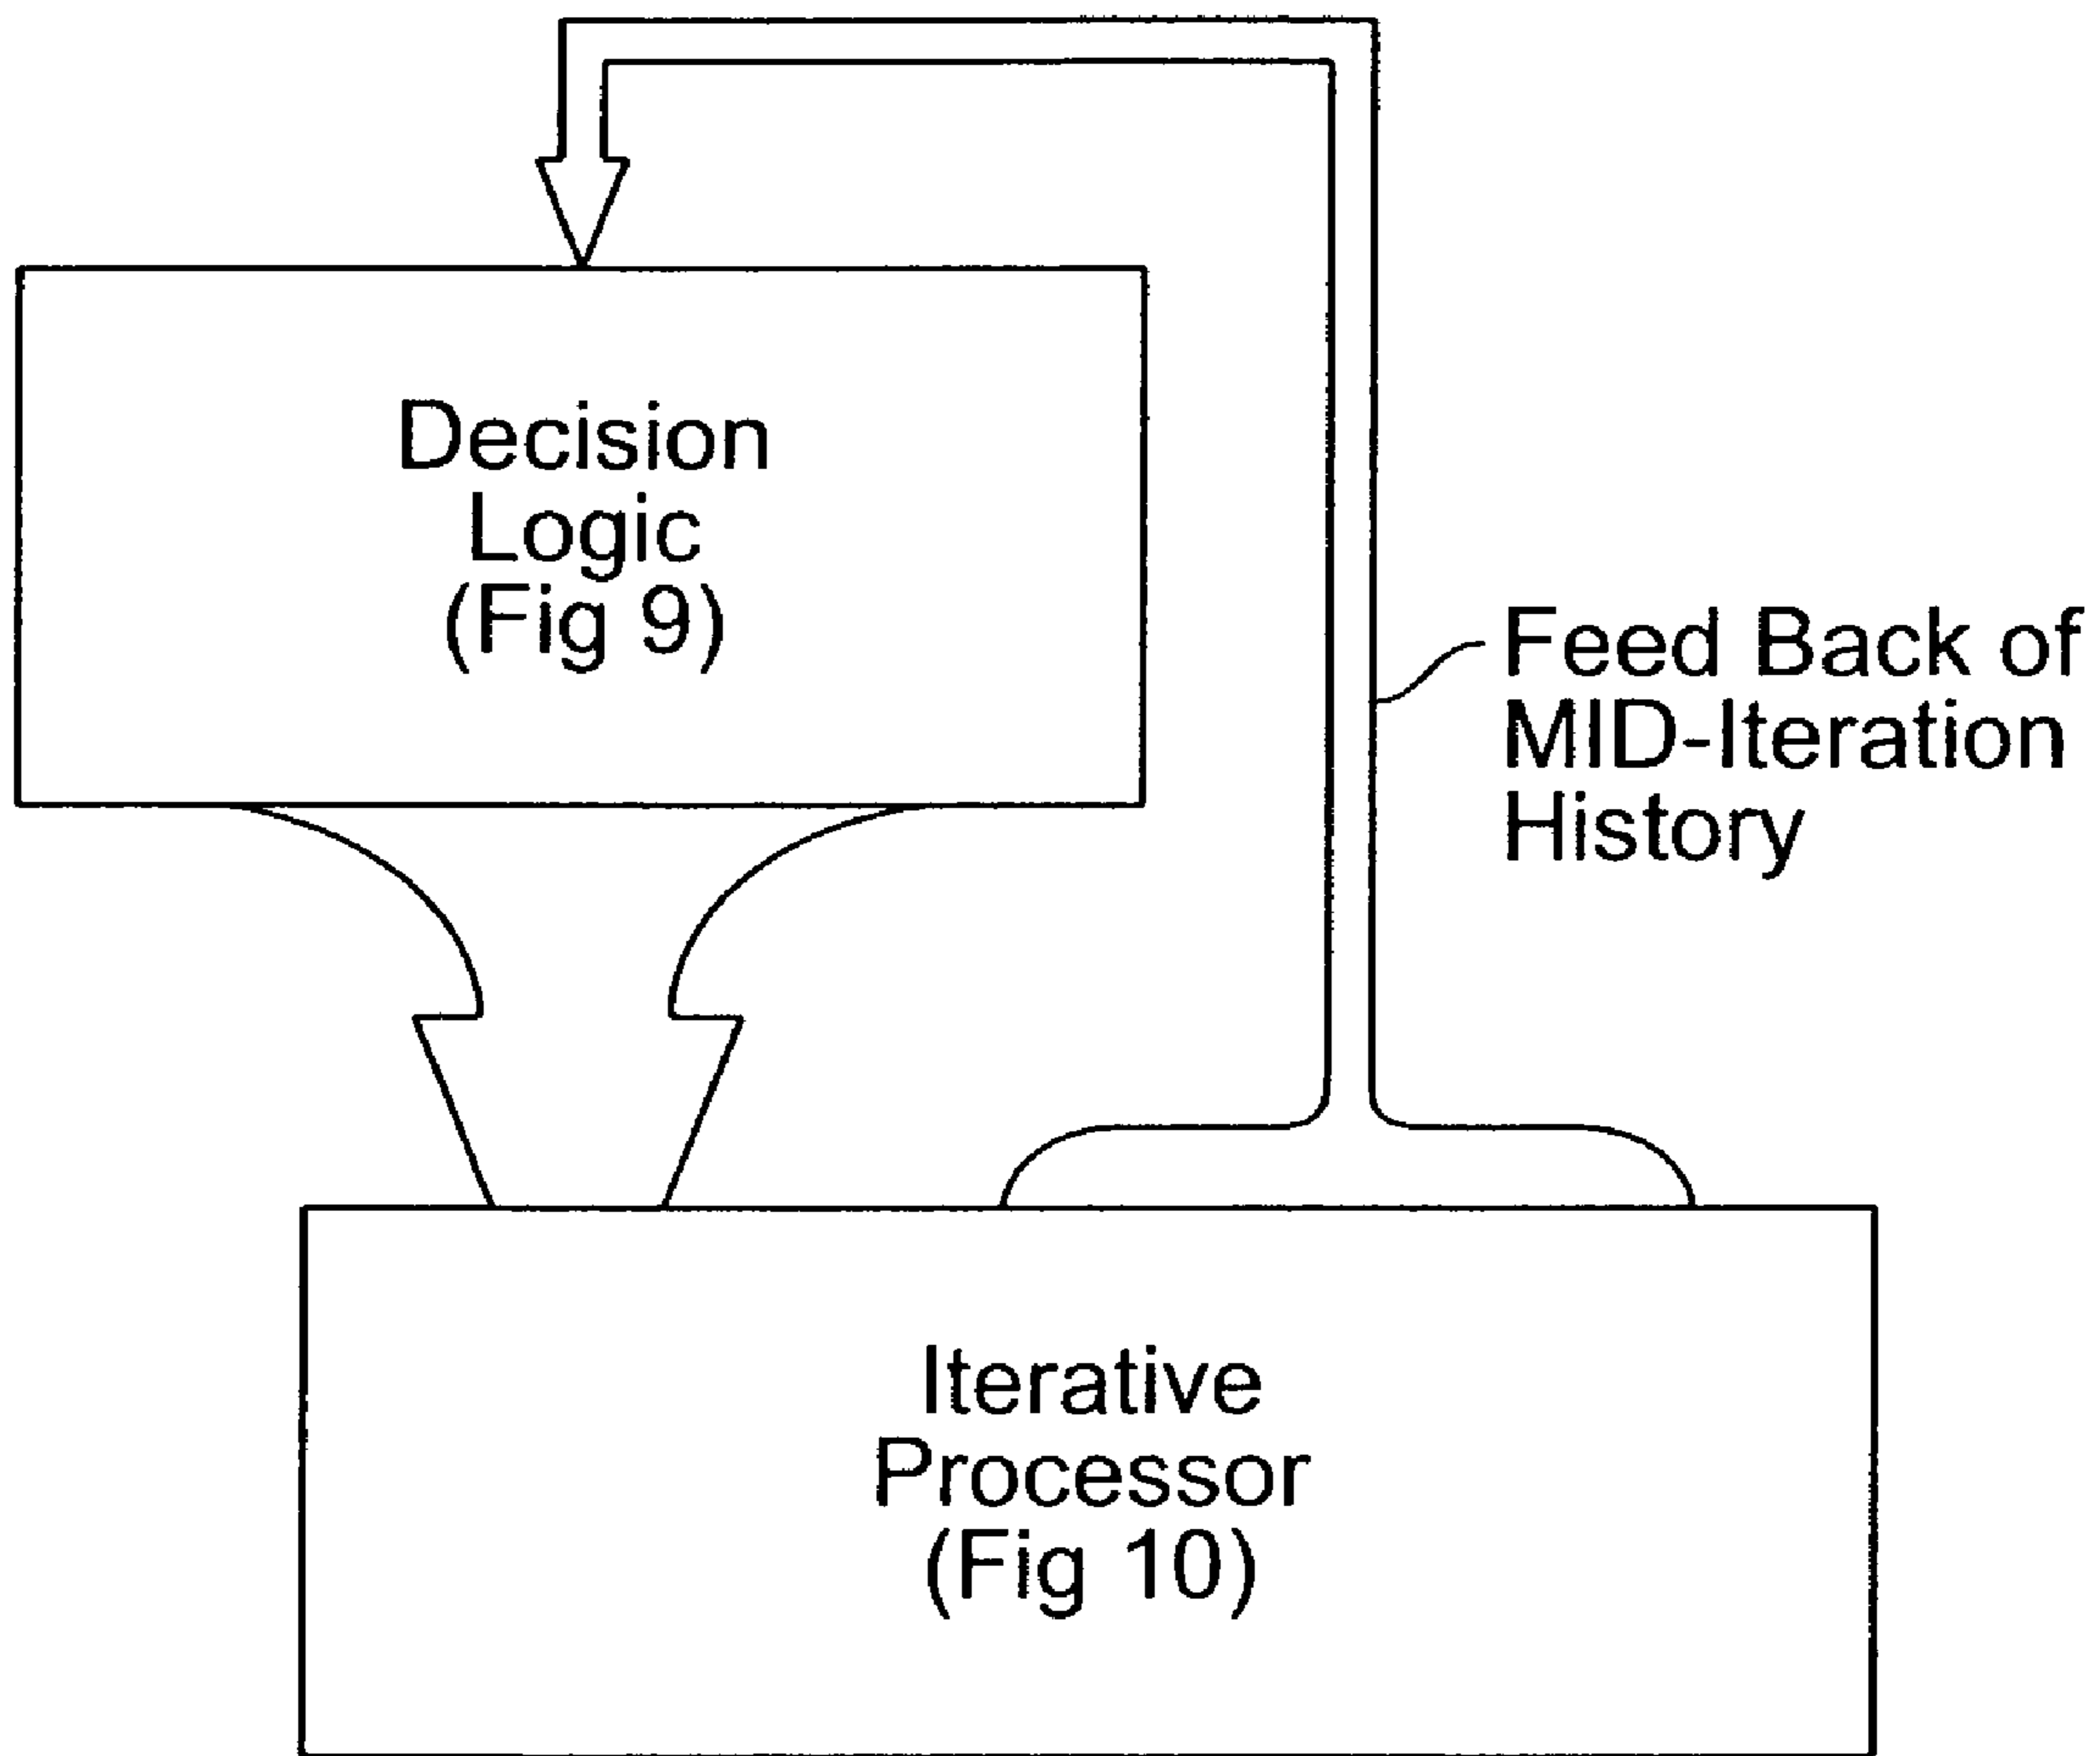 Decision
Logic
(Fig 9)
Feed Back of
MID-Iteration
History
Iterative
Processor
(Fig 10)